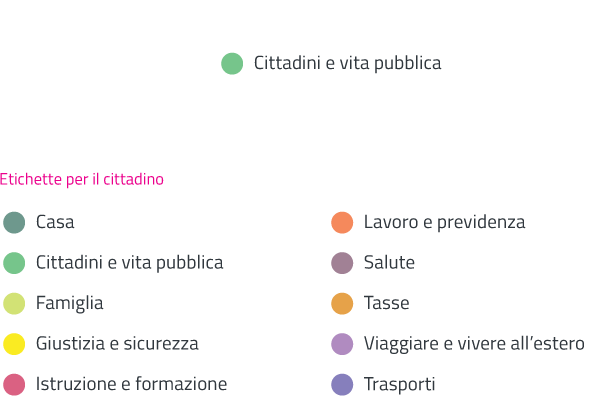 Cittadini e vita pubblica
Etichette per il cittadino
Casa
Cittadini e vita pubblica
Famiglia
Giustizia e sicurezza
Istruzione e formazione
Lavoro e previdenza
Salute
Tasse
Viaggiare e vivere all'estero
Trasporti